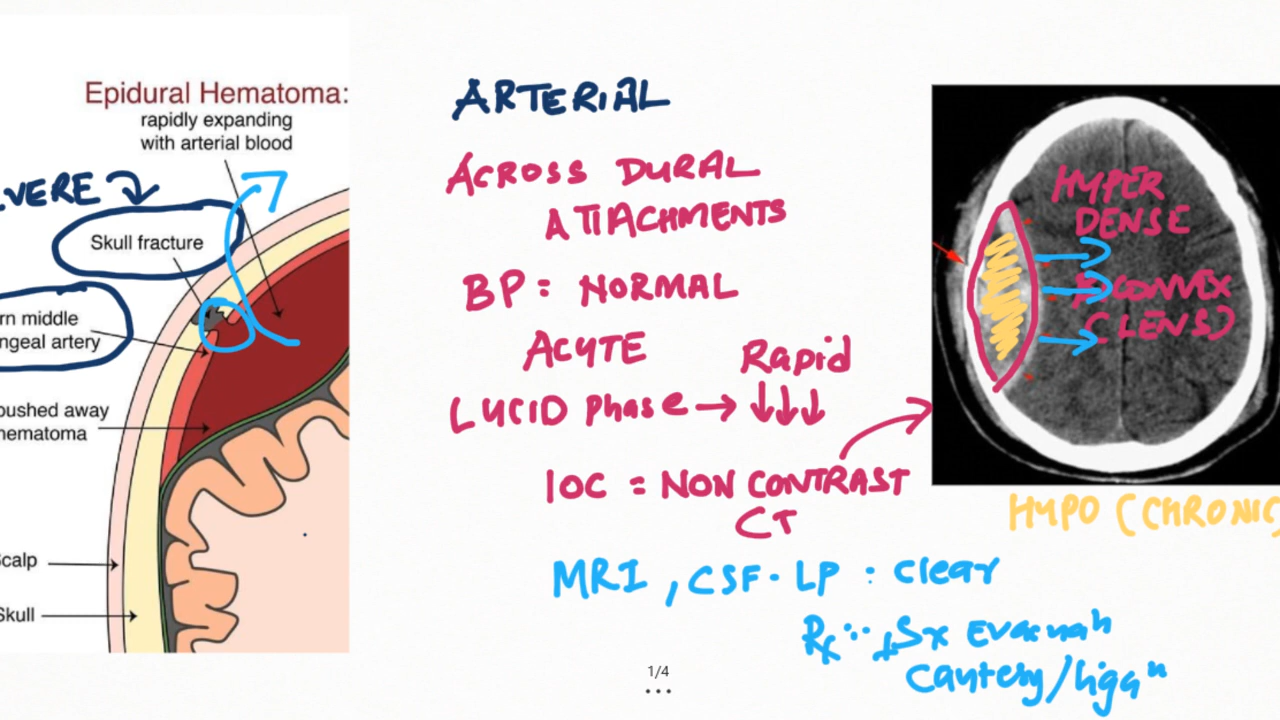 Epidural Hematoma:
rapidly expanding
with arterial blood
VERE
Skull fracture
rn middle
ngeal artery
pushed away
hematoma
Scalp
Skull
ARTERIAL
ACROSS DURAL
ATTACHMENTS
BP = NORMAL
ACUTE
LUCID Phase → Rapid ↓↓↓
IOC = NON CONTRAST
CT
MRI, CSF. LP : Clear
Rx
Sx Evacuaⁿ
Cautery/ligaⁿ
HYPER
DENSE
CONVEX
(LENS)
HYPO (CHRONIC
1/4